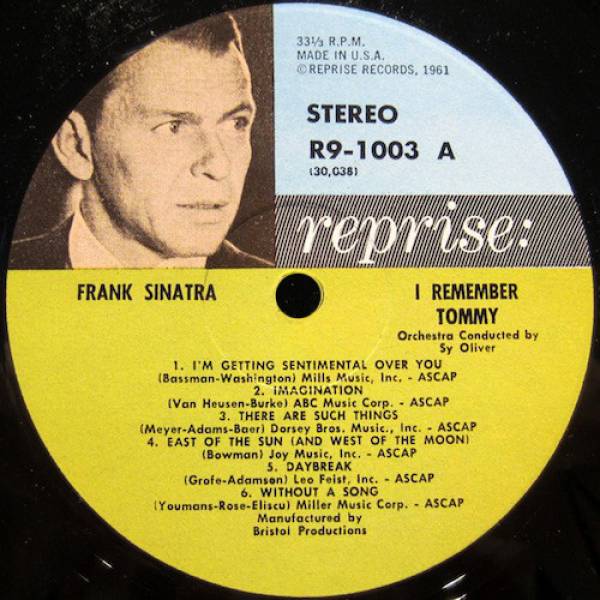 33⅓ R.P.M.
MADE IN U.S.A.
©REPRISE RECORDS, 1961
STEREO
R9-1003 A
(30,038)
reprise:
FRANK SINATRA
I REMEMBER
TOMMY
Orchestra Conducted by
Sy Oliver
1. I'M GETTING SENTIMENTAL OVER YOU
(Bassman-Washington) Mills Music, Inc. - ASCAP
2. IMAGINATION
(Van Heusen-Burke) ABC Music Corp. - ASCAP
3. THERE ARE SUCH THINGS
(Meyer-Adams-Baer) Dorsey Bros. Music., Inc. - ASCAP
4. EAST OF THE SUN (AND WEST OF THE MOON)
(Bowman) Joy Music, Inc. - ASCAP
5. DAYBREAK
(Grofe-Adamson) Leo Feist, Inc. - ASCAP
6. WITHOUT A SONG
(Youmans-Rose-Eliscu) Miller Music Corp. - ASCAP
Manufactured by
Bristol Productions